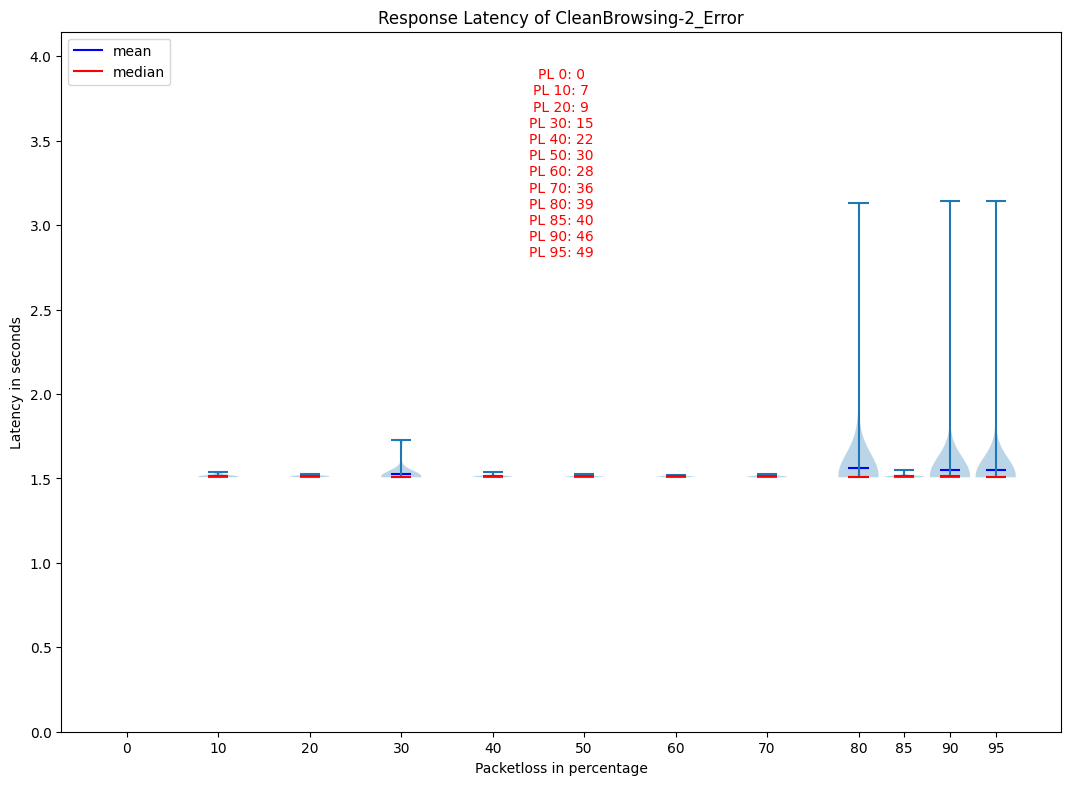 Response Latency of CleanBrowsing-2_Error
mean
median
PL 0: 0
PL 10: 7
PL 20: 9
PL 30: 15
PL 40: 22
PL 50: 30
PL 60: 28
PL 70: 36
PL 80: 39
PL 85: 40
PL 90: 46
PL 95: 49
Latency in seconds
4.0
3.5
3.0
2.5
2.0
1.5
1.0
0.5
0.0
0 10 20 30 40 50 60 70 80 85 90 95
Packetloss in percentage